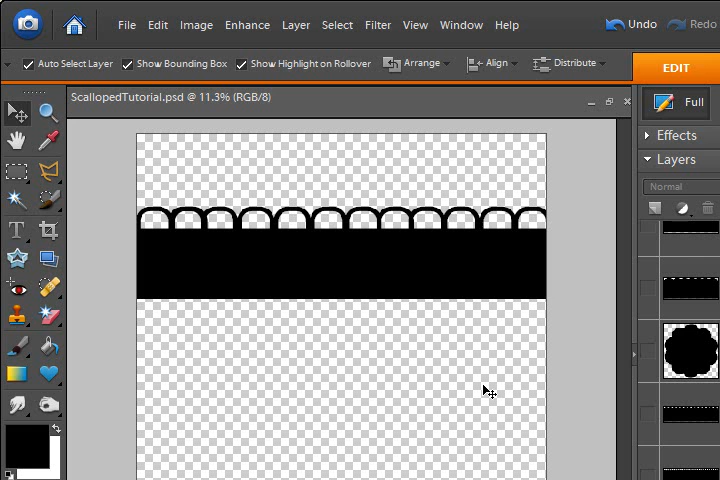 File Edit Image Enhance Layer Select Filter View Window Help Undo Redo
Auto Select Layer Show Bounding Box Show Highlight on Rollover Arrange Align Distribute
EDIT
ScallopedTutorial.psd @ 11.3% (RGB/8)
Full
Effects
Layers
Normal
T